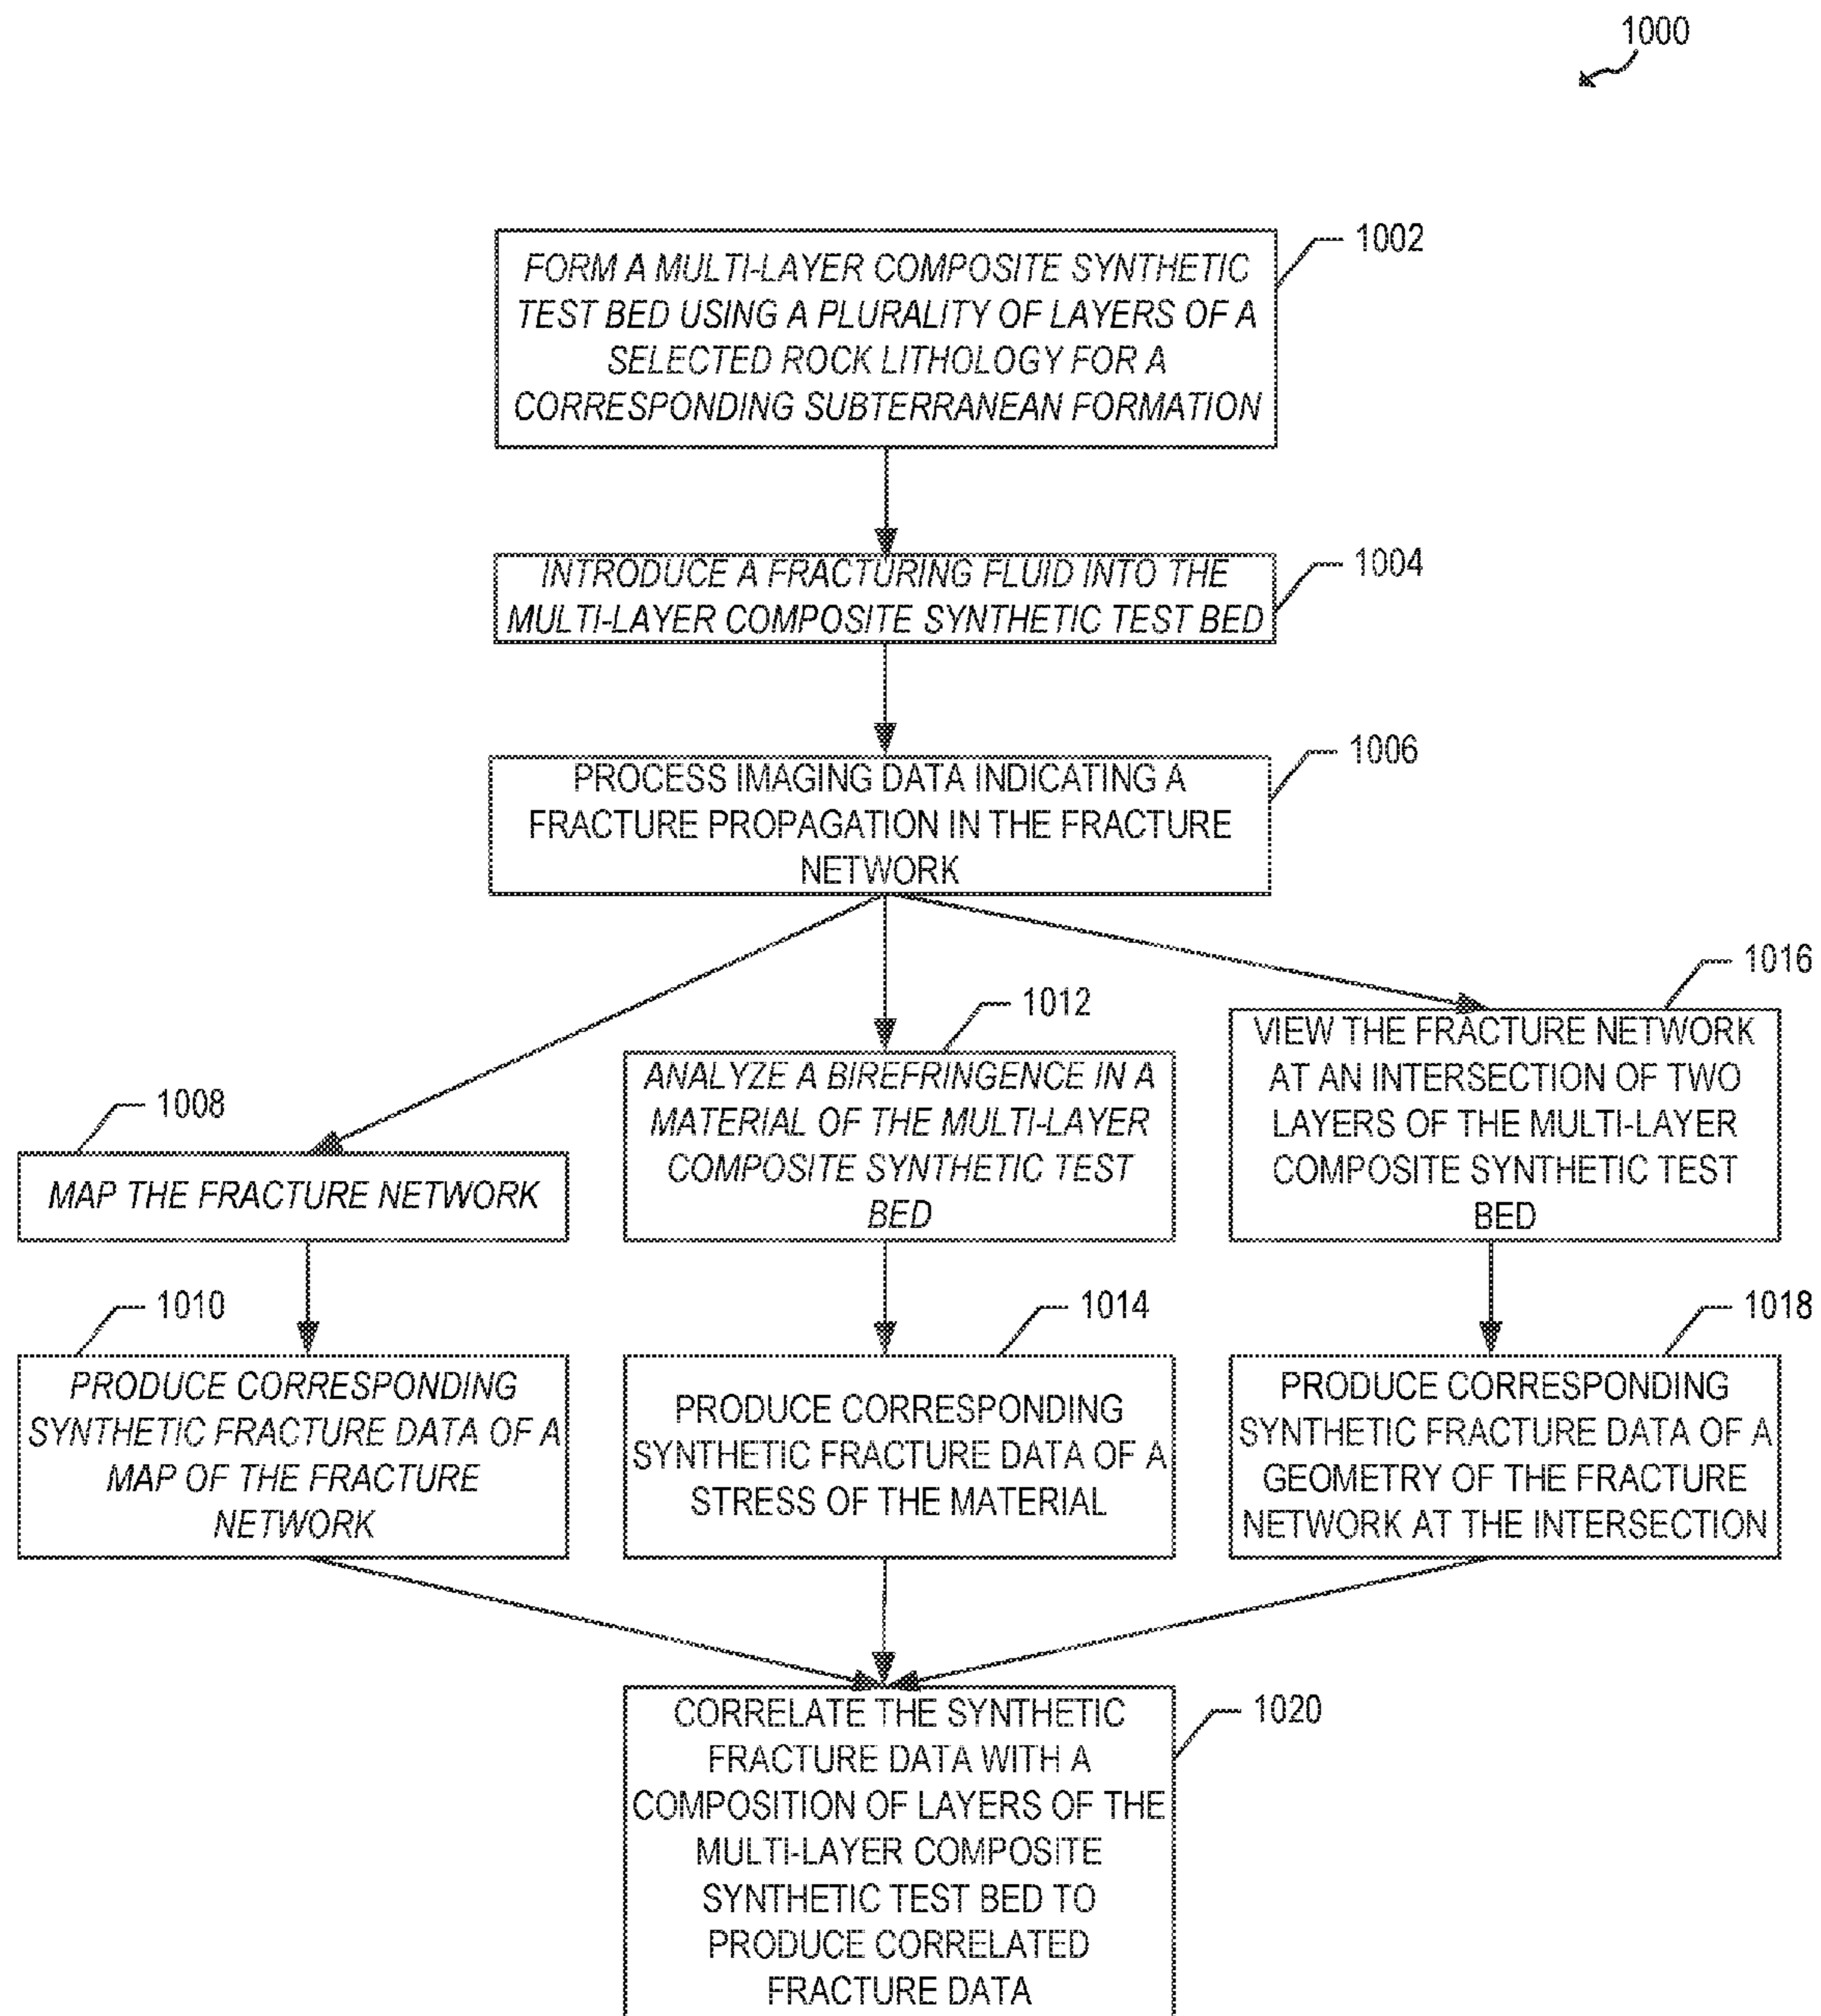 1000
1002
FORM A MULTI-LAYER COMPOSITE SYNTHETIC
TEST BED USING A PLURALITY OF LAYERS OF A
SELECTED ROCK LITHOLOGY FOR A
CORRESPONDING SUBTERRANEAN FORMATION
1004
INTRODUCE A FRACTURING FLUID INTO THE
MULTI-LAYER COMPOSITE SYNTHETIC TEST BED
1006
PROCESS IMAGING DATA INDICATING A
FRACTURE PROPAGATION IN THE FRACTURE
NETWORK
1008
MAP THE FRACTURE NETWORK
1010
PRODUCE CORRESPONDING
SYNTHETIC FRACTURE DATA OF A
MAP OF THE FRACTURE
NETWORK
1012
ANALYZE A BIREFRINGENCE IN A
MATERIAL OF THE MULTI-LAYER
COMPOSITE SYNTHETIC TEST
BED
1014
PRODUCE CORRESPONDING
SYNTHETIC FRACTURE DATA OF A
STRESS OF THE MATERIAL
1016
VIEW THE FRACTURE NETWORK
AT AN INTERSECTION OF TWO
LAYERS OF THE MULTI-LAYER
COMPOSITE SYNTHETIC TEST
BED
1018
PRODUCE CORRESPONDING
SYNTHETIC FRACTURE DATA OF A
GEOMETRY OF THE FRACTURE
NETWORK AT THE INTERSECTION
1020
CORRELATE THE SYNTHETIC
FRACTURE DATA WITH A
COMPOSITION OF LAYERS OF THE
MULTI-LAYER COMPOSITE
SYNTHETIC TEST BED TO
PRODUCE CORRELATED
FRACTURE DATA